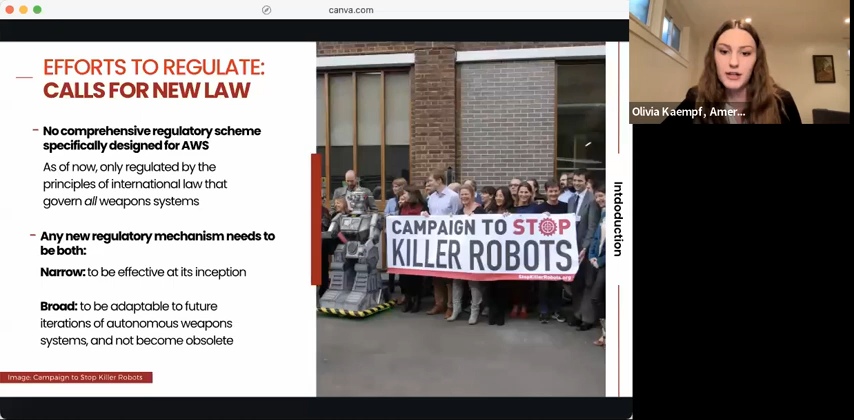 canva.com
EFFORTS TO REGULATE:
CALLS FOR NEW LAW
- No comprehensive regulatory scheme
specifically designed for AWS
As of now, only regulated by the
principles of international law that
govern all weapons systems
- Any new regulatory mechanism needs to
be both:
Narrow: to be effective at its inception
Broad: to be adaptable to future
iterations of autonomous weapons
systems, and not become obsolete
Image: Campaign to Stop Killer Robots
CAMPAIGN TO STOP
KILLER ROBOTS
StopKillerRobots.org
Intdoduction
Olivia Kaempf, Amer...